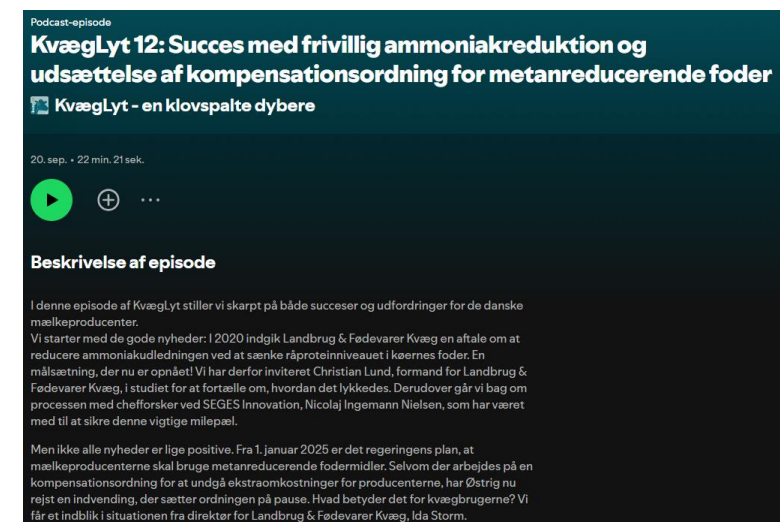 Podcast-episode
KvægLyt 12: Succes med frivillig ammoniakreduktion og
udsættelse af kompensationsordning for metanreducerende foder
KvægLyt - en klovspalte dybere
20. sep. • 22 min. 21 sek.
Beskrivelse af episode
I denne episode af KvægLyt stiller vi skarpt på både succeser og udfordringer for de danske
mælkeproducenter.
Vi starter med de gode nyheder: I 2020 indgik Landbrug & Fødevarer Kvæg en aftale om at
reducere ammoniakudledningen ved at sænke råproteinniveauet i køernes foder. En
målsætning, der nu er opnået! Vi har derfor inviteret Christian Lund, formand for Landbrug &
Fødevarer Kvæg, i studiet for at fortælle om, hvordan det lykkedes. Derudover går vi bag om
processen med chefforsker ved SEGES Innovation, Nicolaj Ingemann Nielsen, som har været
med til at sikre denne vigtige milepæl.
Men ikke alle nyheder er lige positive. Fra 1. januar 2025 er det regeringens plan, at
mælkeproducenterne skal bruge metanreducerende fodermidler. Selvom der arbejdes på en
kompensationsordning for at undgå ekstraomkostninger for producenterne, har Østrig nu
rejst en indvending, der sætter ordningen på pause. Hvad betyder det for kvægbrugerne? Vi
får et indblik i situationen fra direktør for Landbrug & Fødevarer Kvæg, Ida Storm.